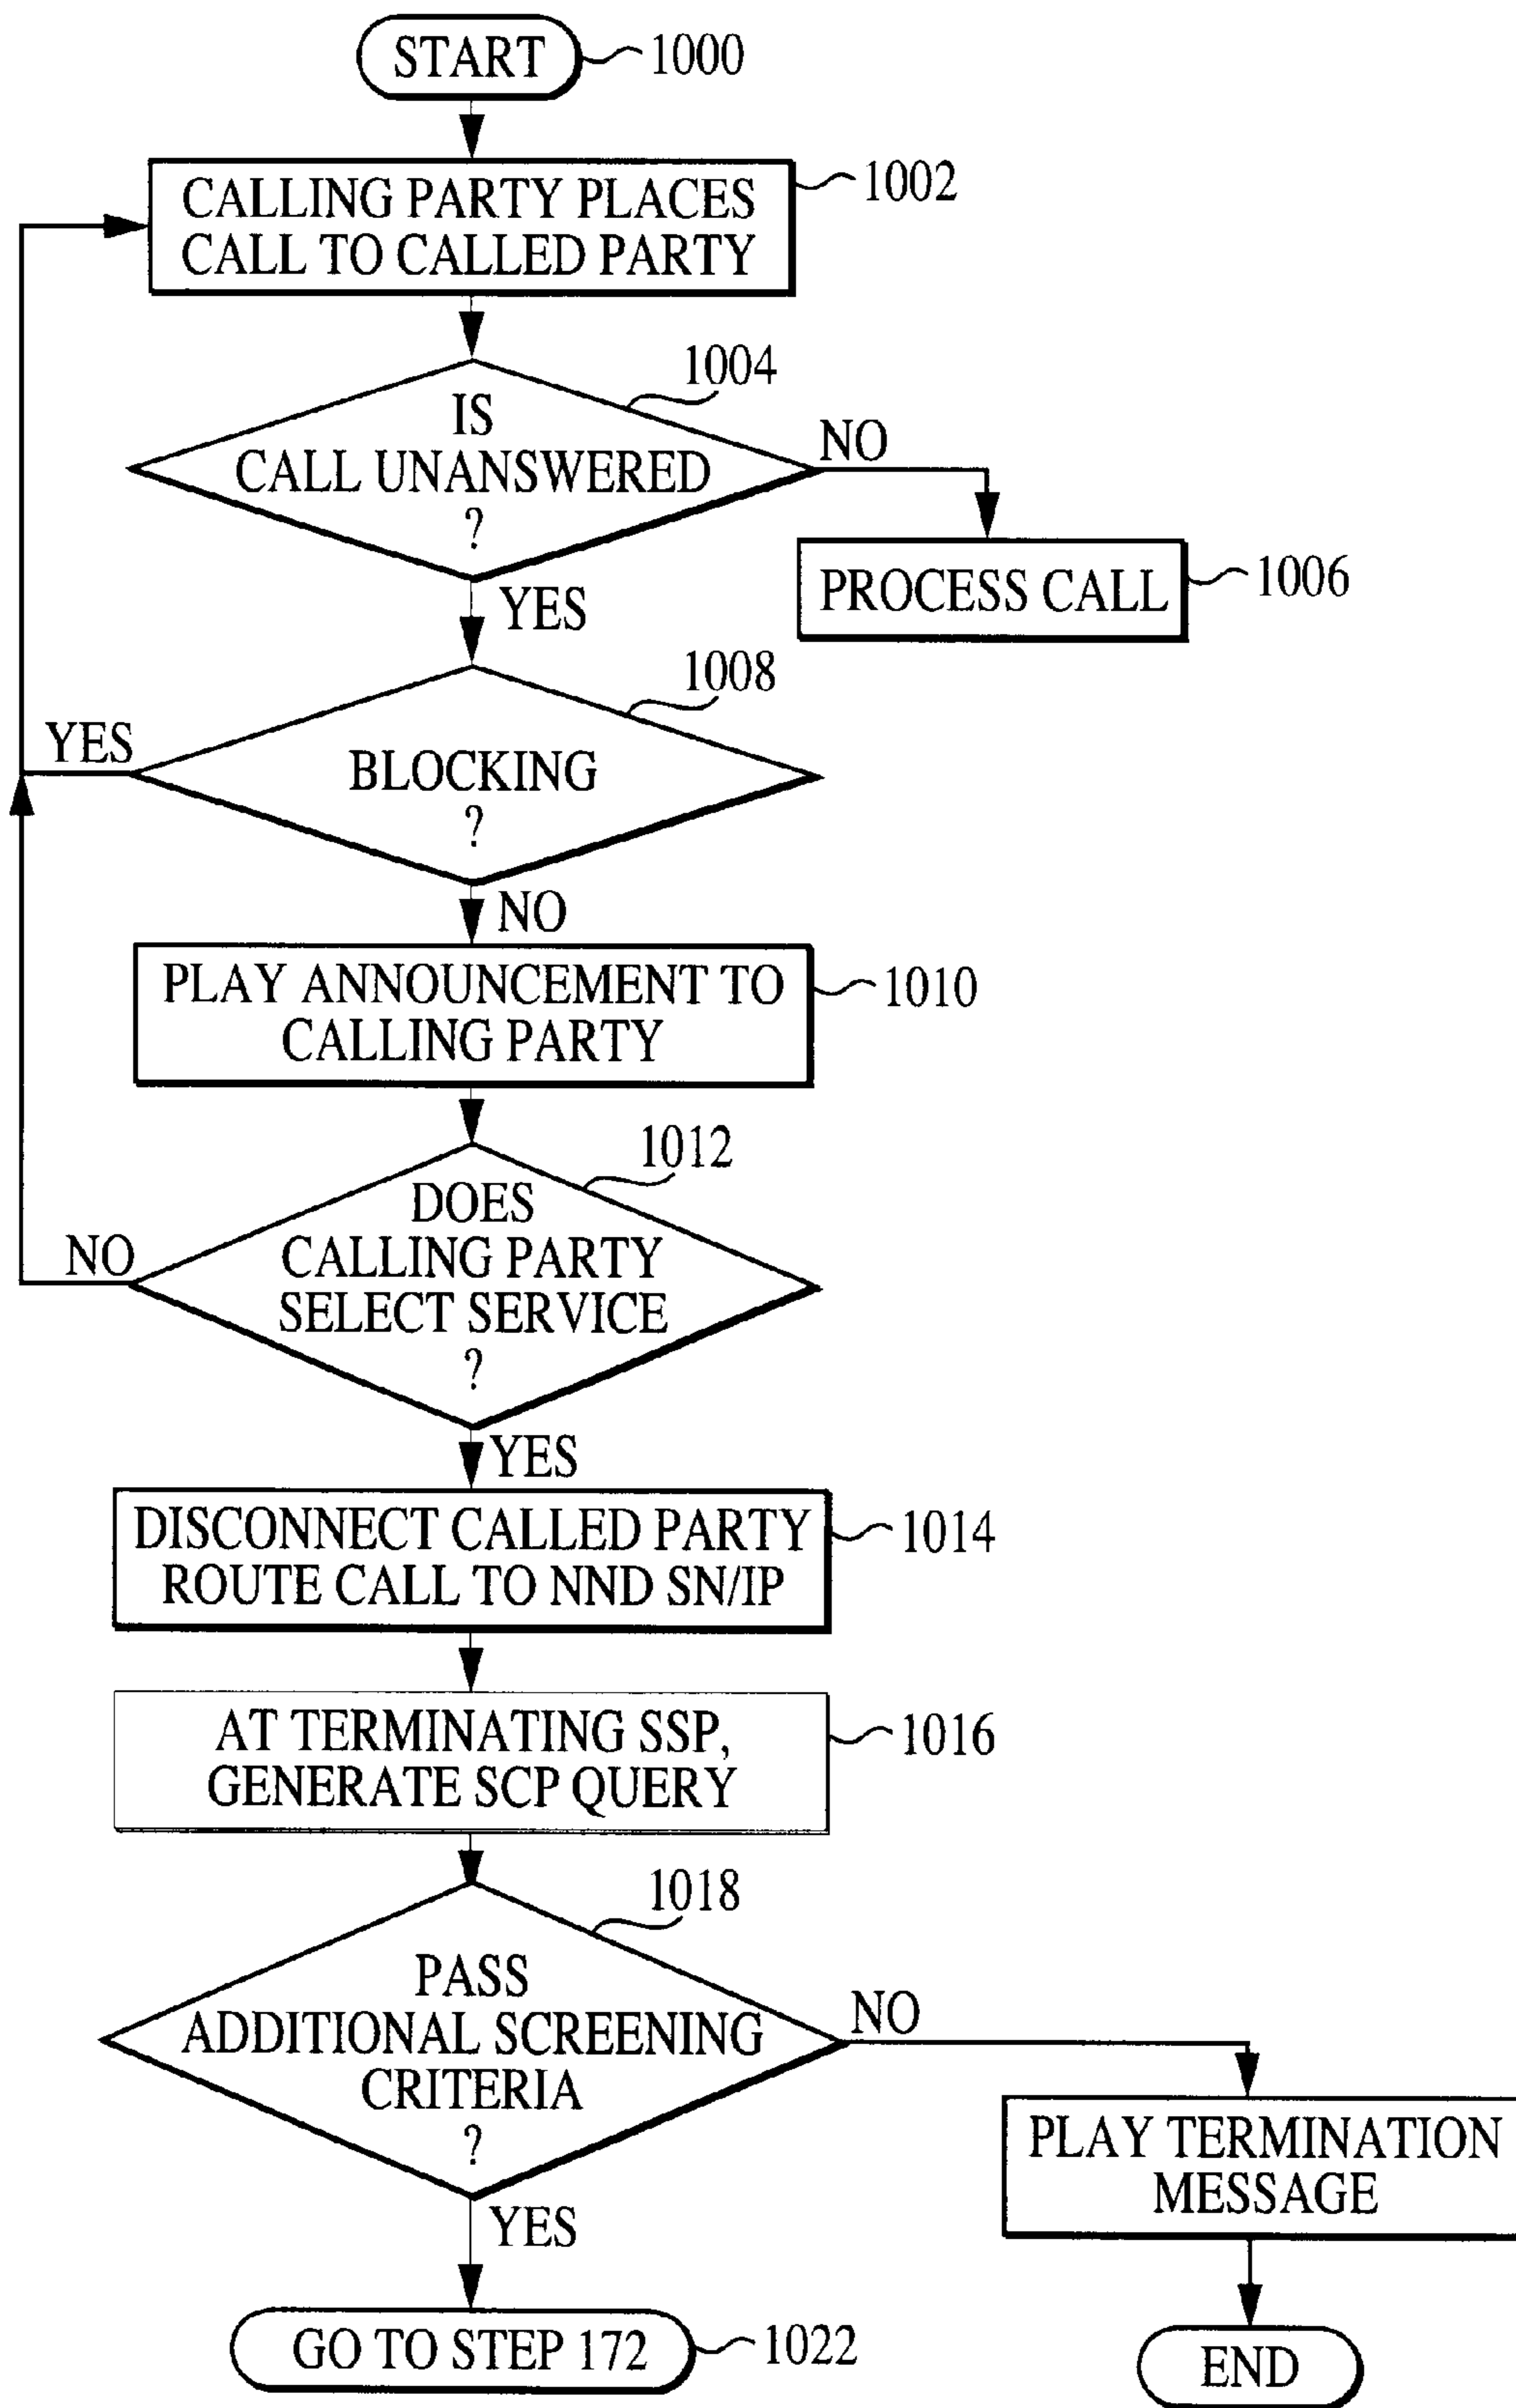 START
1000
CALLING PARTY PLACES
CALL TO CALLED PARTY
1002
1004
IS
CALL UNANSWERED
?
NO
PROCESS CALL
1006
YES
1008
BLOCKING
?
YES
NO
PLAY ANNOUNCEMENT TO
CALLING PARTY
1010
1012
DOES
CALLING PARTY
SELECT SERVICE
?
NO
YES
DISCONNECT CALLED PARTY
ROUTE CALL TO NND SN/IP
1014
AT TERMINATING SSP,
GENERATE SCP QUERY
1016
1018
PASS
ADDITIONAL SCREENING
CRITERIA
?
NO
PLAY TERMINATION
MESSAGE
YES
GO TO STEP 172
1022
END